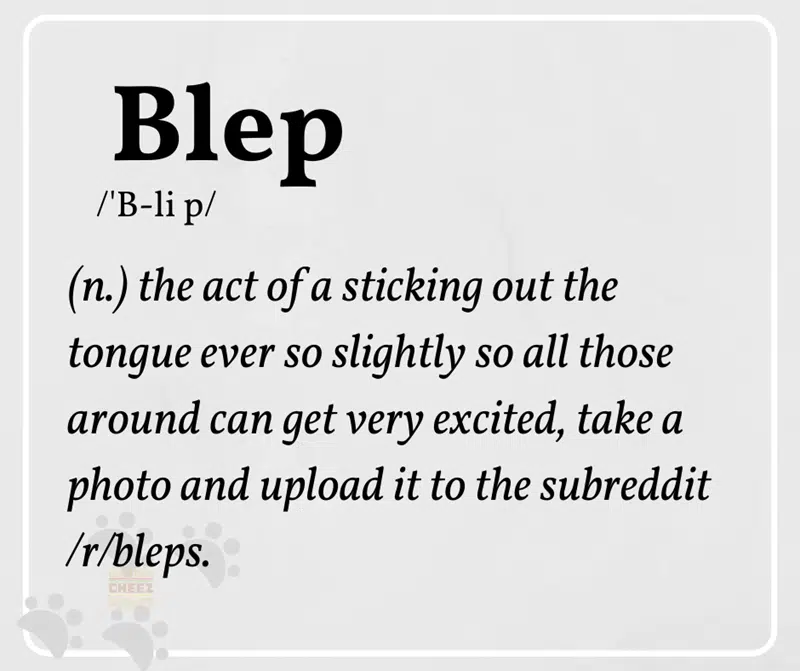 Blep
/'B-li p/
(n.) the act of a sticking out the
tongue ever so slightly so all those
around can get very excited, take a
photo and upload it to the subreddit
/r/bleps.
CHEEZ